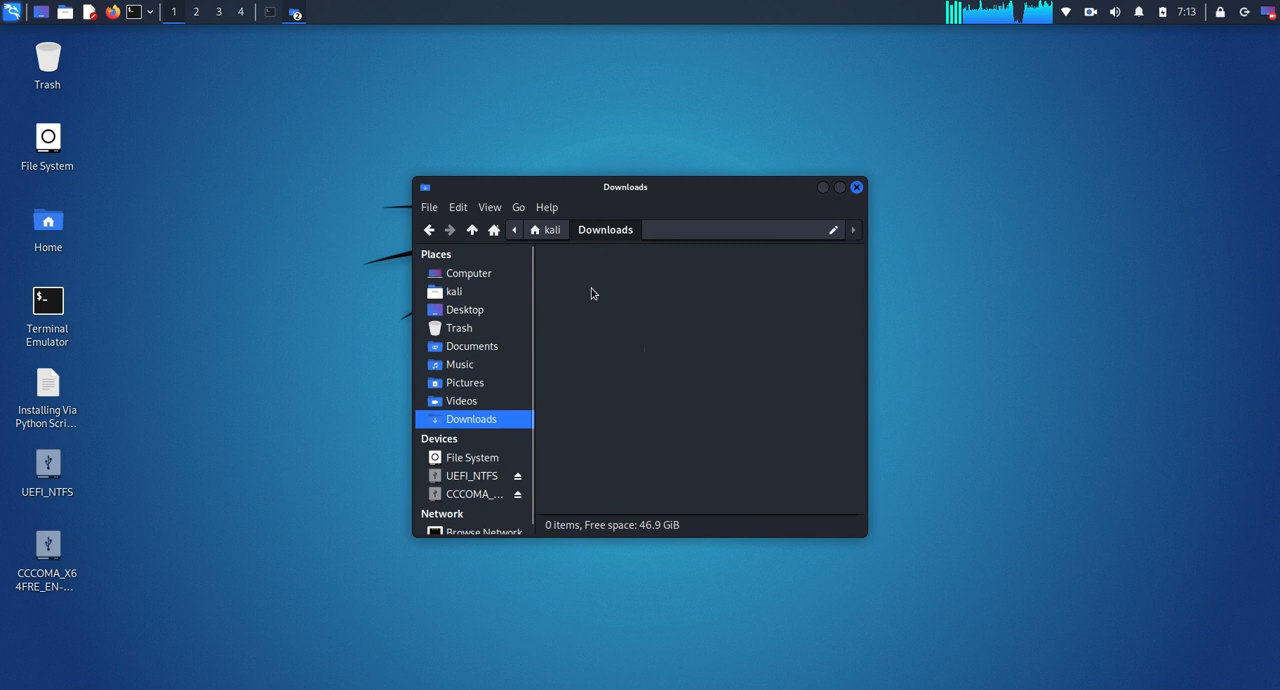 1 2 3 4
2
7:13
Trash
File System
Home
$_
Terminal
Emulator
Installing Via
Python Scri...
UEFI_NTFS
CCCOMA_X6
4FRE_EN-...
Downloads
File Edit View Go Help
kali Downloads
Places
Computer
kali
Desktop
Trash
Documents
Music
Pictures
Videos
Downloads
Devices
File System
UEFI_NTFS
CCCOMA_...
Network
Browse Network
0 items, Free space: 46.9 GiB